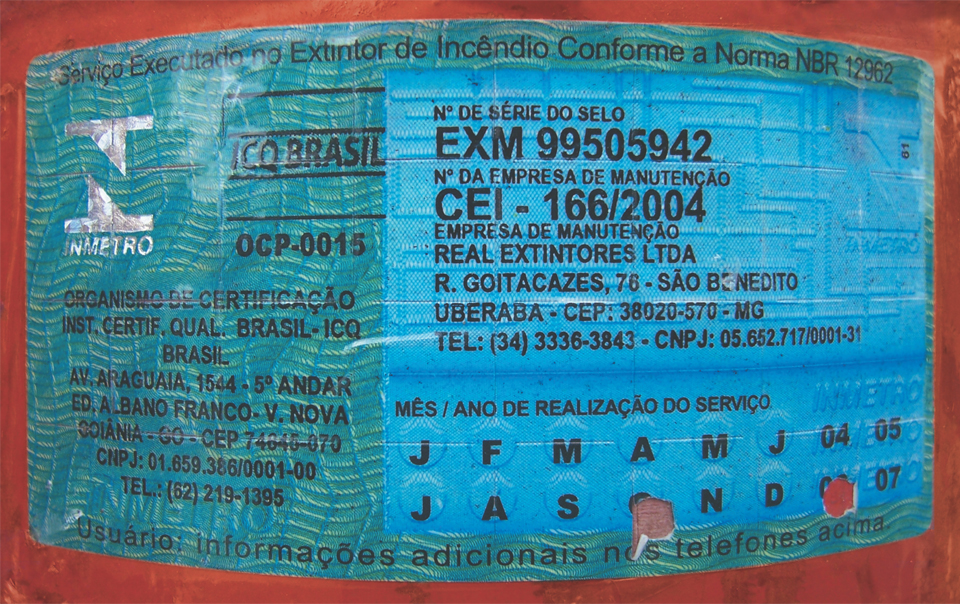 Serviço Executado no Extintor de Incêndio Conforme a Norma NBR 12962
INMETRO
ICQ BRASIL
OCP-0015
ORGANISMO DE CERTIFICAÇÃO
INST. CERTIF. QUAL. BRASIL- ICQ
BRASIL
AV. ARAGUAIA, 1544 - 5º ANDAR
ED. ALBANO FRANCO- V. NOVA
GOIÂNIA - GO - CEP 74645-070
CNPJ: 01.659.386/0001-00
TEL.: (62) 219-1395
INMETRO
Nº DE SÉRIE DO SELO
EXM 99505942
Nº DA EMPRESA DE MANUTENÇÃO
CEI - 166/2004
EMPRESA DE MANUTENÇÃO
REAL EXTINTORES LTDA
R. GOITACAZES, 76 - SÃO BENEDITO
UBERABA - CEP: 38020-570 - MG
TEL: (34) 3336-3843 - CNPJ: 05.652.717/0001-31
61
INMETRO
INMETRO
MÊS / ANO DE REALIZAÇÃO DO SERVIÇO
J F M A M J 04 05
J A S N D 07
Usuário: informações adicionais nos telefones acima.